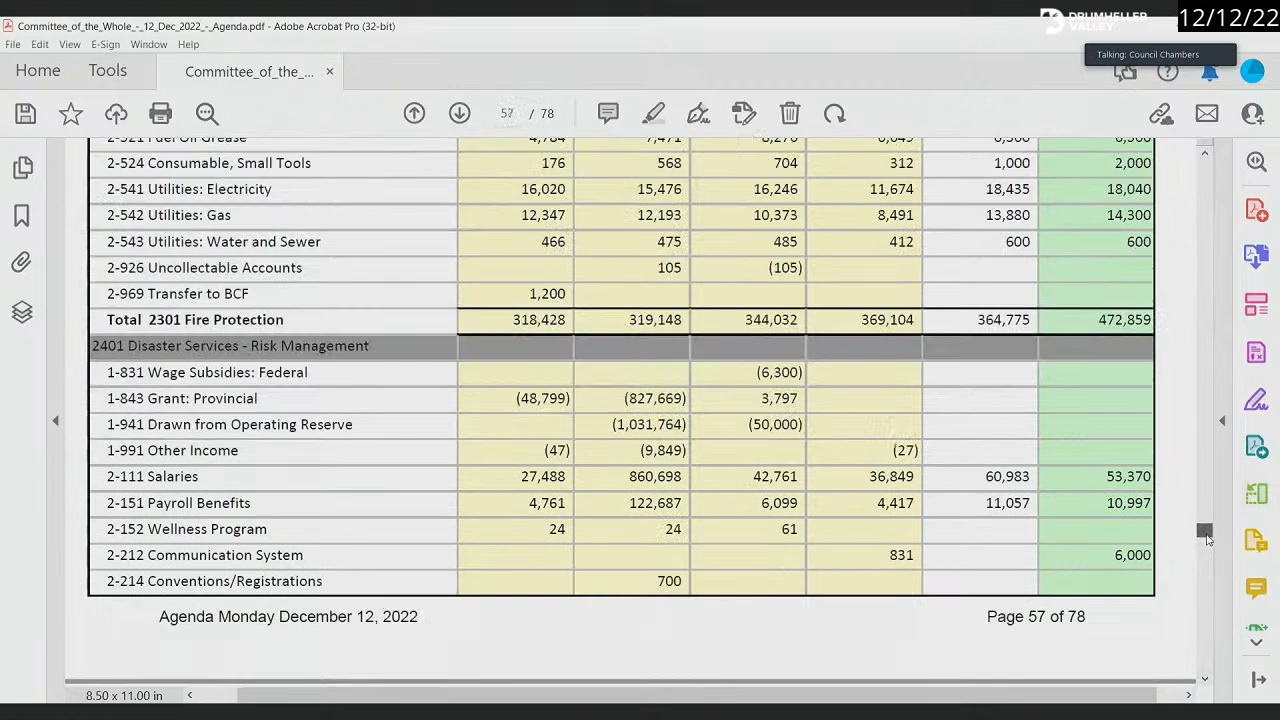 Committee_of_the_Whole_-_12_Dec_2022_-_Agenda.pdf - Adobe Acrobat Pro (32-bit)
DRUMHELLER VALLEY
12/12/22
File Edit View E-Sign Window Help
Talking: Council Chambers
Home Tools Committee_of_the_... ×
57 / 78
2-524 Consumable, Small Tools 176 568 704 312 1,000 2,000
2-541 Utilities: Electricity 16,020 15,476 16,246 11,674 18,435 18,040
2-542 Utilities: Gas 12,347 12,193 10,373 8,491 13,880 14,300
2-543 Utilities: Water and Sewer 466 475 485 412 600 600
2-926 Uncollectable Accounts 105 (105)
2-969 Transfer to BCF 1,200
Total 2301 Fire Protection 318,428 319,148 344,032 369,104 364,775 472,859
2401 Disaster Services - Risk Management
1-831 Wage Subsidies: Federal (6,300)
1-843 Grant: Provincial (48,799) (827,669) 3,797
1-941 Drawn from Operating Reserve (1,031,764) (50,000)
1-991 Other Income (47) (9,849) (27)
2-111 Salaries 27,488 860,698 42,761 36,849 60,983 53,370
2-151 Payroll Benefits 4,761 122,687 6,099 4,417 11,057 10,997
2-152 Wellness Program 24 24 61
2-212 Communication System 831 6,000
2-214 Conventions/Registrations 700
Agenda Monday December 12, 2022 Page 57 of 78
8.50 x 11.00 in